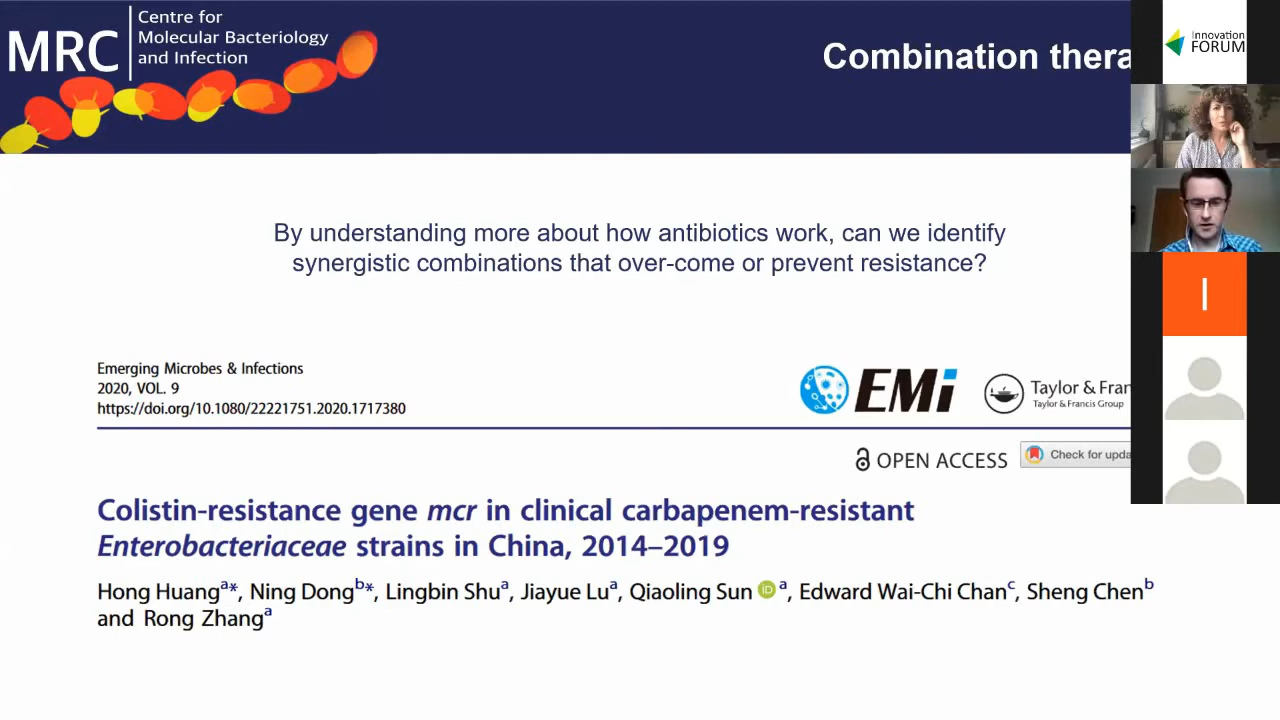 MRC
Centre for
Molecular Bacteriology
and Infection
Combination thera
Innovation
FORUM
By understanding more about how antibiotics work, can we identify
synergistic combinations that over-come or prevent resistance?
Emerging Microbes & Infections
2020, VOL. 9
https://doi.org/10.1080/22221751.2020.1717380
EMi
Taylor & Fran
Taylor & Francis Group
OPEN ACCESS
Check for upda
I
Colistin-resistance gene mcr in clinical carbapenem-resistant
Enterobacteriaceae strains in China, 2014–2019
Hong Huangᵃ*, Ning Dongᵇ*, Lingbin Shuᵃ, Jiayue Luᵃ, Qiaoling Sun iD ᵃ, Edward Wai-Chi Chanᶜ, Sheng Chenᵇ
and Rong Zhangᵃ